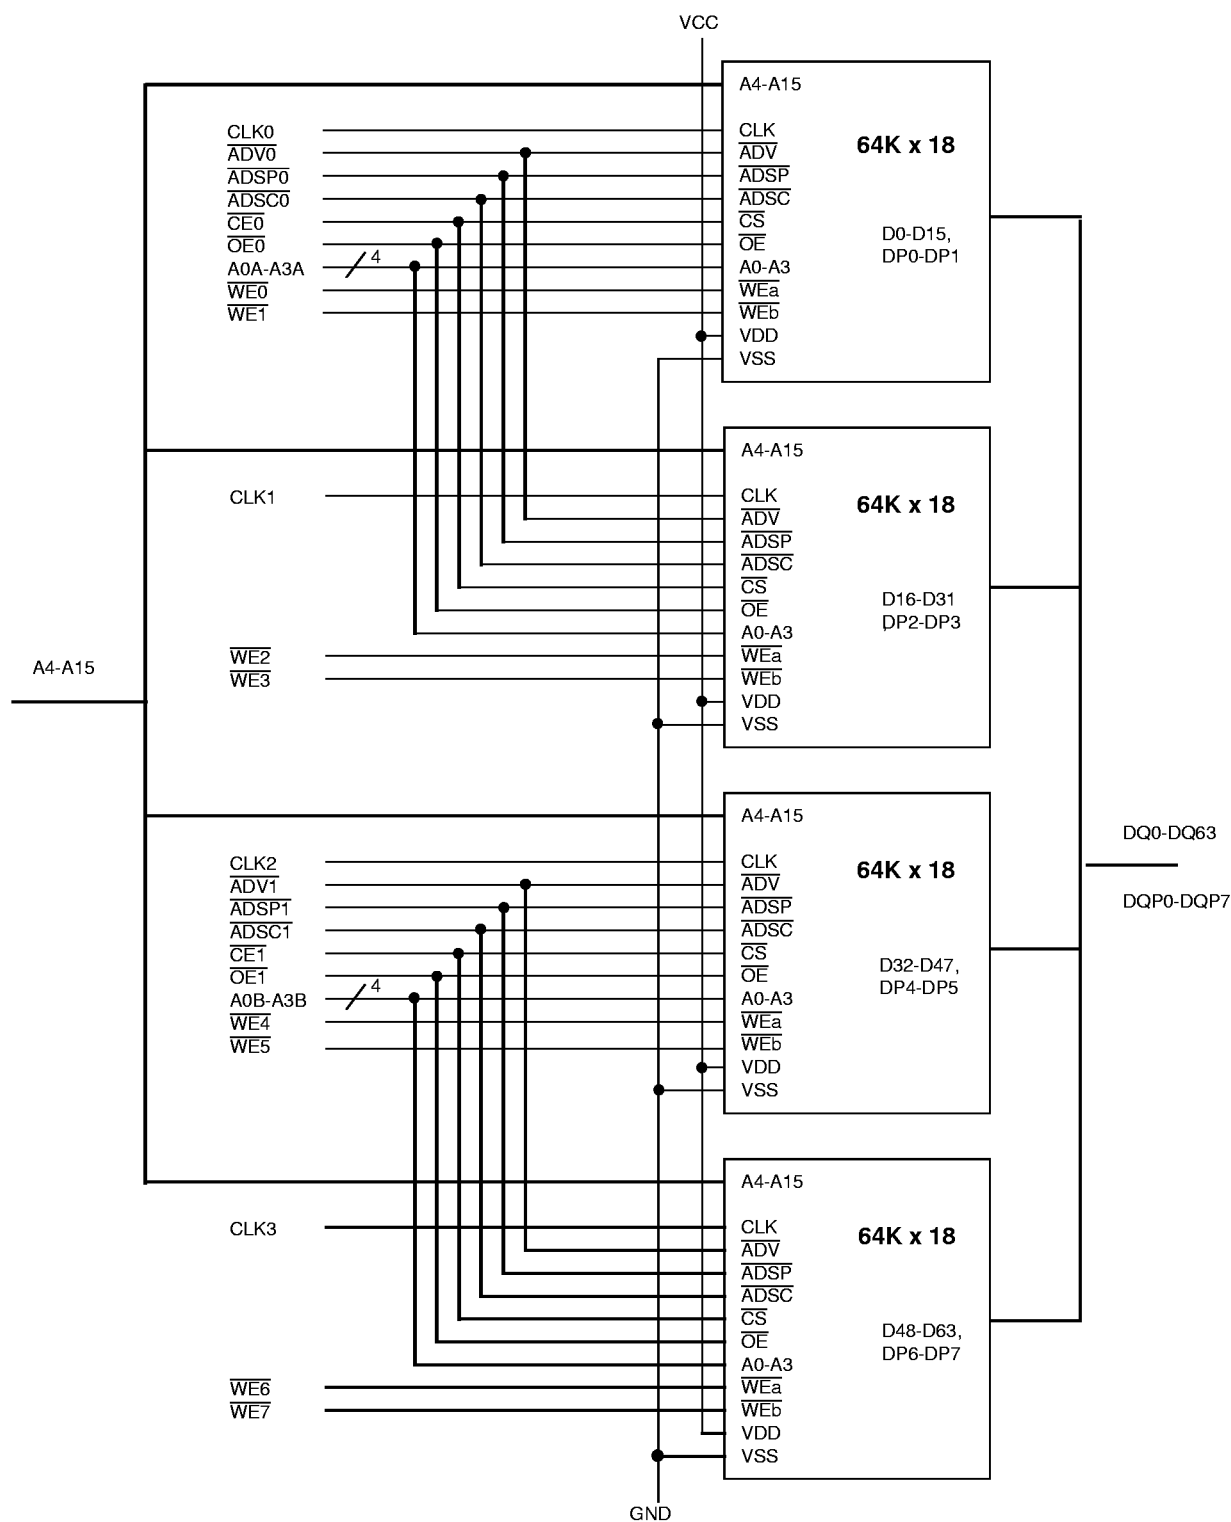 VCC
A4-A15
CLK0 CLK
ADV0 ADV
64K x 18
ADSP0 ADSP
ADSC0 ADSC
CE0 CS
D0-D15,
OE0 OE
DP0-DP1
A0A-A3A 4 A0-A3
WE0 WEa
WE1 WEb
VDD
VSS
A4-A15
CLK1 CLK
64K x 18
ADV
ADSP
ADSC
CS
D16-D31
OE
DP2-DP3
A0-A3
WE2 WEa
A4-A15
WE3 WEb
VDD
VSS
A4-A15
DQ0-DQ63
CLK2 CLK
64K x 18
ADV1 ADV
DQP0-DQP7
ADSP1 ADSP
ADSC1 ADSC
CE1 CS
D32-D47,
OE1 OE
DP4-DP5
A0B-A3B 4 A0-A3
WE4 WEa
WE5 WEb
VDD
VSS
A4-A15
CLK3 CLK
64K x 18
ADV
ADSP
ADSC
CS
D48-D63,
OE
DP6-DP7
A0-A3
WE6 WEa
WE7 WEb
VDD
VSS
GND